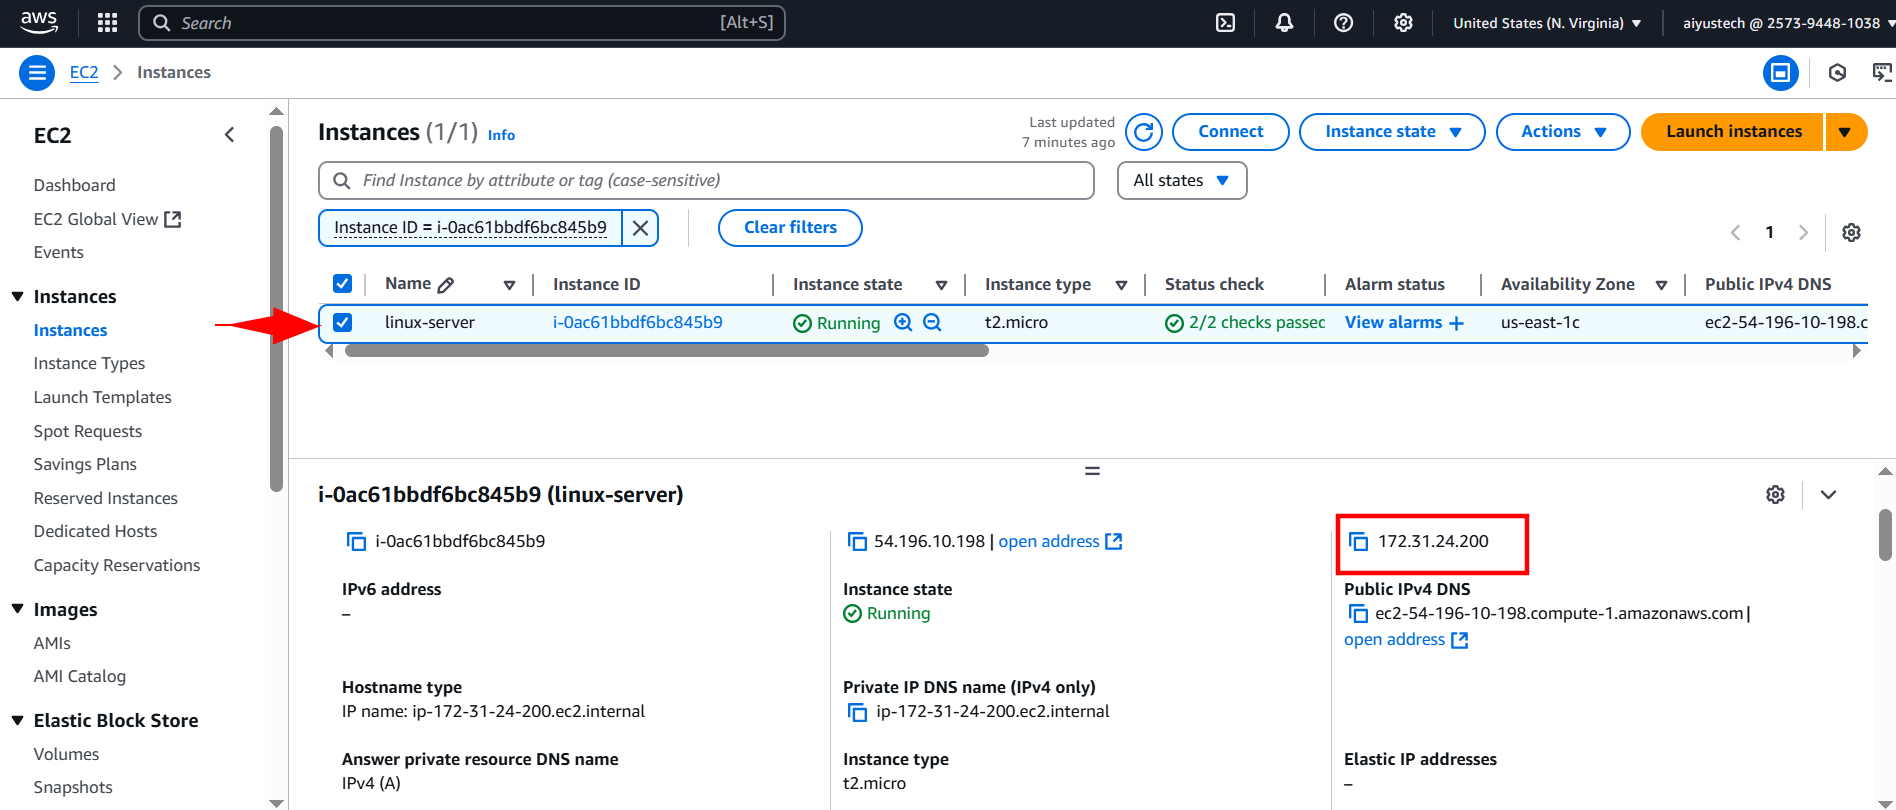 aws
Search [Alt+S]
United States (N. Virginia)
aiyustech @ 2573-9448-1038
EC2 Instances
EC2
Dashboard
EC2 Global View
Events
Instances
Instances
Instance Types
Launch Templates
Spot Requests
Savings Plans
Reserved Instances
Dedicated Hosts
Capacity Reservations
Images
AMIs
AMI Catalog
Elastic Block Store
Volumes
Snapshots
Instances (1/1) Info
Last updated
7 minutes ago
Connect
Instance state
Actions
Launch instances
Find Instance by attribute or tag (case-sensitive)
All states
Instance ID = i-0ac61bbdf6bc845b9
Clear filters
1
Name Instance ID Instance state Instance type Status check Alarm status Availability Zone Public IPv4 DNS
linux-server i-0ac61bbdf6bc845b9 Running t2.micro 2/2 checks passed View alarms + us-east-1c ec2-54-196-10-198.c
i-0ac61bbdf6bc845b9 (linux-server)
i-0ac61bbdf6bc845b9
54.196.10.198 | open address
172.31.24.200
IPv6 address
–
Instance state
Running
Public IPv4 DNS
ec2-54-196-10-198.compute-1.amazonaws.com |
open address
Hostname type
IP name: ip-172-31-24-200.ec2.internal
Private IP DNS name (IPv4 only)
ip-172-31-24-200.ec2.internal
Answer private resource DNS name
IPv4 (A)
Instance type
t2.micro
Elastic IP addresses
–